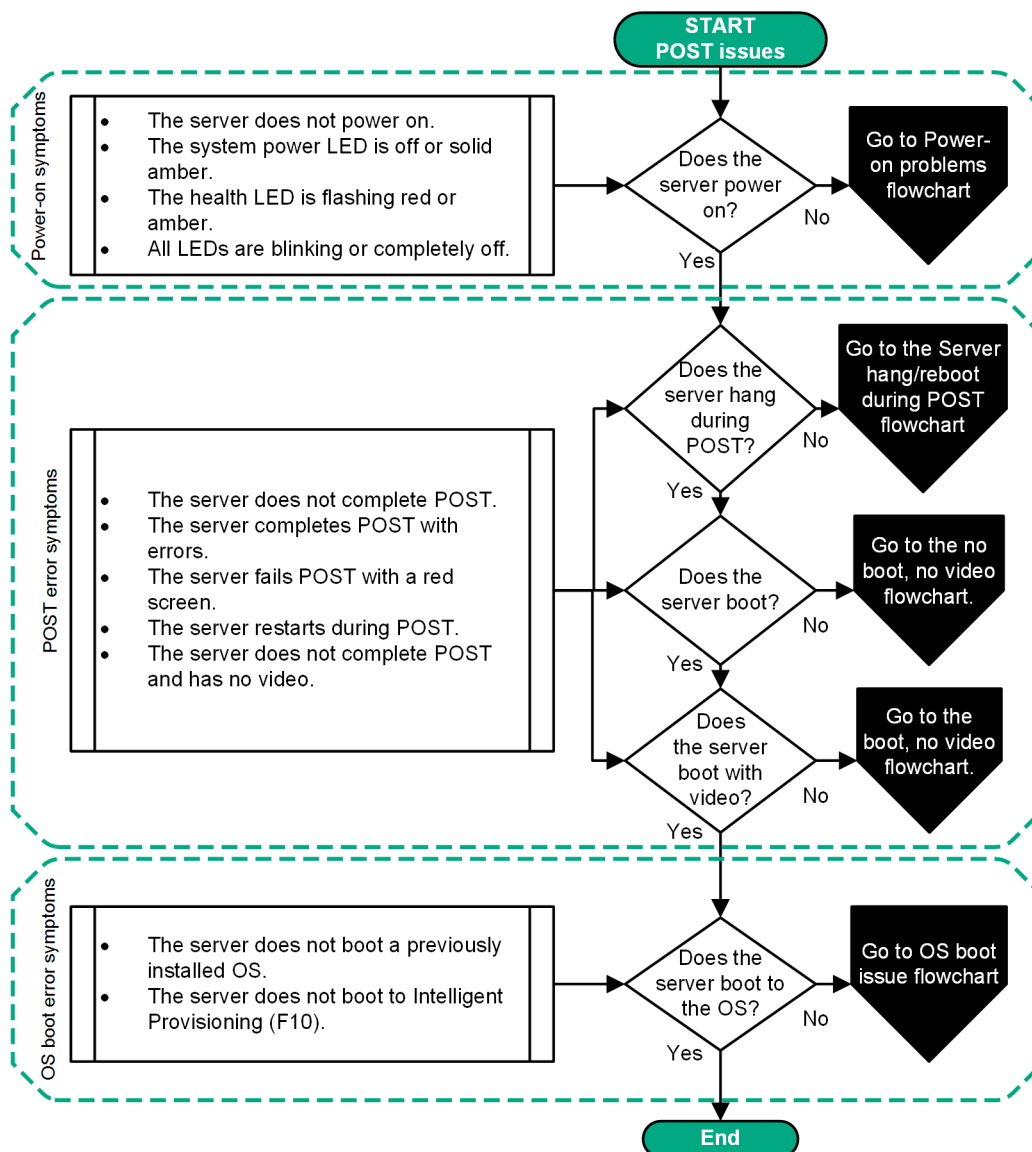 START
POST issues
Power-on symptoms
• The server does not power on.
• The system power LED is off or solid
amber.
• The health LED is flashing red or
amber.
• All LEDs are blinking or completely off.
Does the
server power
on?
No
Go to Power-
on problems
flowchart
Yes
POST error symptoms
• The server does not complete POST.
• The server completes POST with
errors.
• The server fails POST with a red
screen.
• The server restarts during POST.
• The server does not complete POST
and has no video.
Does the
server hang
during
POST?
No
Go to the Server
hang/reboot
during POST
flowchart
Yes
Does the
server boot?
No
Go to the no
boot, no video
flowchart.
Yes
Does
the server
boot with
video?
No
Go to the
boot, no video
flowchart.
Yes
OS boot error symptoms
• The server does not boot a previously
installed OS.
• The server does not boot to Intelligent
Provisioning (F10).
Does the
server boot to
the OS?
No
Go to OS boot
issue flowchart
Yes
End